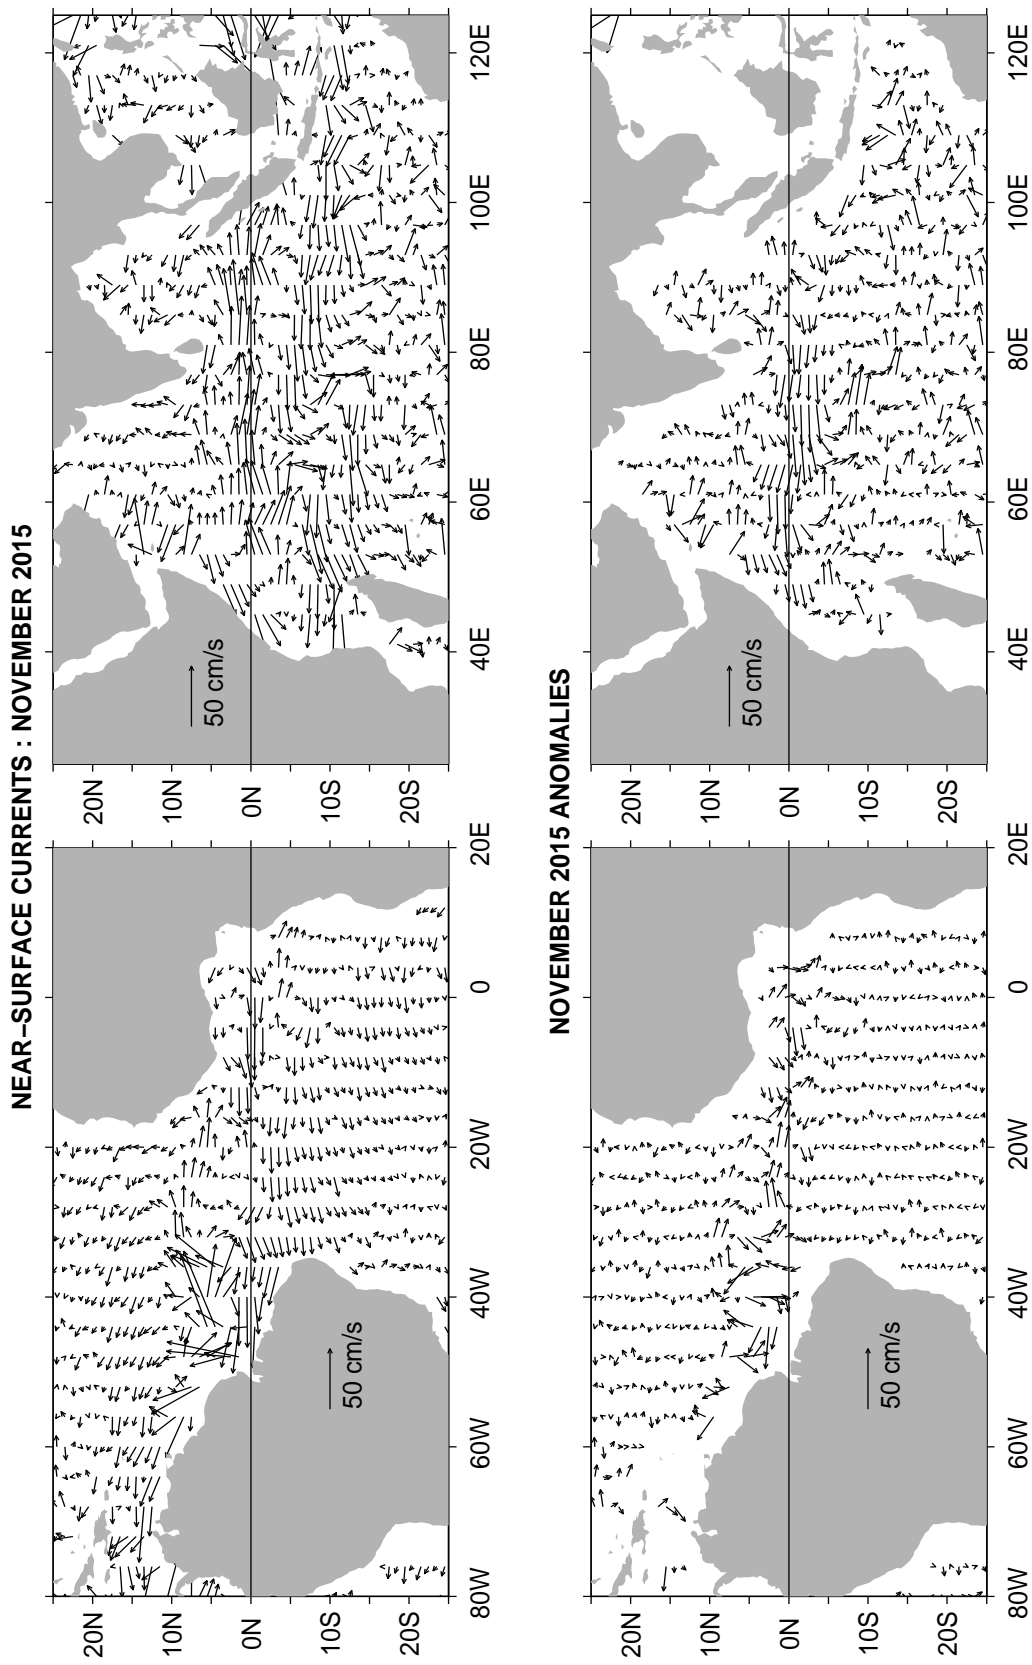 NEAR–SURFACE CURRENTS : NOVEMBER 2015
20N
10N
0N
10S
20S
80W
60W
40W
20W
0
20E
50 cm/s
20N
10N
0N
10S
20S
40E
60E
80E
100E
120E
50 cm/s
NOVEMBER 2015 ANOMALIES
20N
10N
0N
10S
20S
80W
60W
40W
20W
0
20E
50 cm/s
20N
10N
0N
10S
20S
40E
60E
80E
100E
120E
50 cm/s